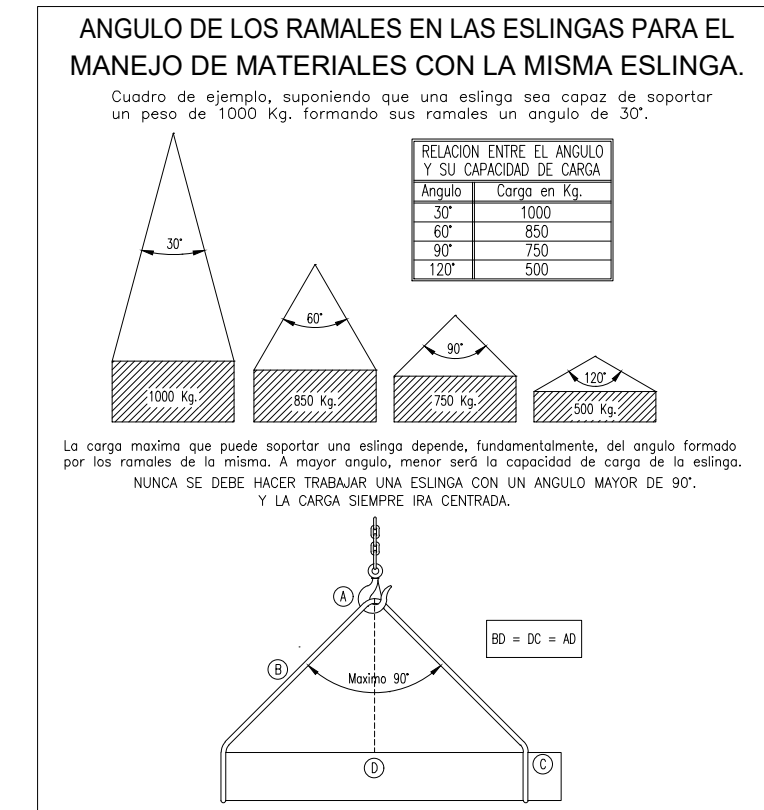 ANGULO DE LOS RAMALES EN LAS ESLINGAS PARA EL
MANEJO DE MATERIALES CON LA MISMA ESLINGA.
Cuadro de ejemplo, suponiendo que una eslinga sea capaz de soportar
un peso de 1000 Kg. formando sus ramales un angulo de 30°.
RELACION ENTRE EL ANGULO
Y SU CAPACIDAD DE CARGA
Angulo Carga en Kg.
30° 1000
60° 850
90° 750
120° 500
30°
60°
90°
120°
1000 Kg.
850 Kg.
750 Kg.
500 Kg.
La carga maxima que puede soportar una eslinga depende, fundamentalmente, del angulo formado
por los ramales de la misma. A mayor angulo, menor será la capacidad de carga de la eslinga.
NUNCA SE DEBE HACER TRABAJAR UNA ESLINGA CON UN ANGULO MAYOR DE 90°.
Y LA CARGA SIEMPRE IRA CENTRADA.
A
BD = DC = AD
B
Maximo 90°
D
C